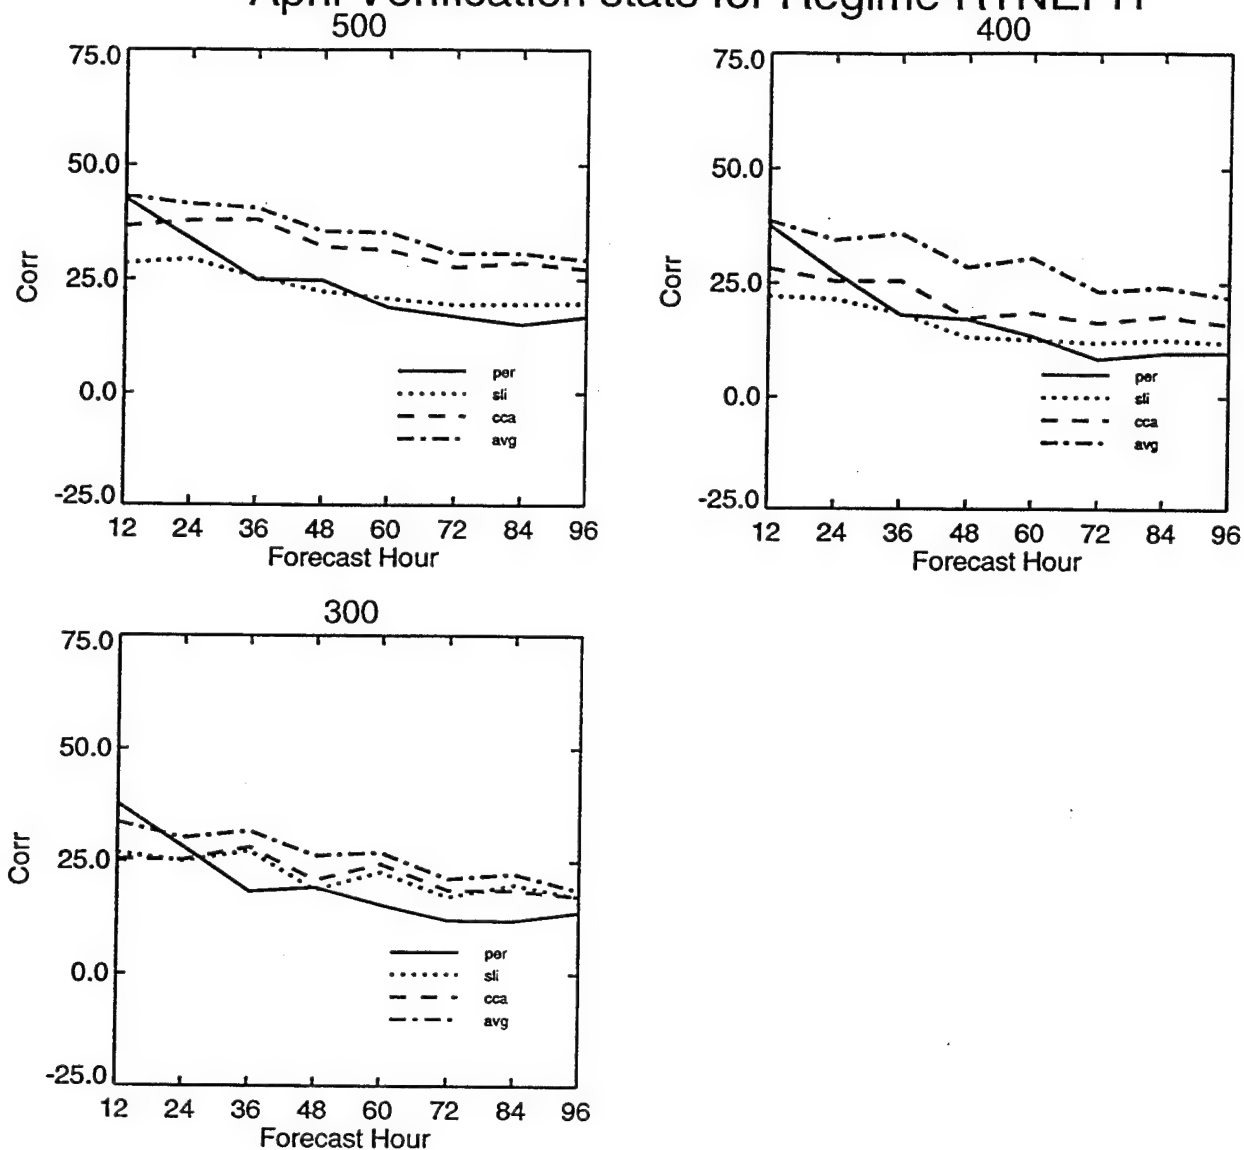 April Verification stats for Regime RTNEPH
500
75.0
50.0
25.0
0.0
-25.0
Corr
12 24 36 48 60 72 84 96
Forecast Hour
per
sli
cca
avg
400
75.0
50.0
25.0
0.0
-25.0
Corr
12 24 36 48 60 72 84 96
Forecast Hour
per
sli
cca
avg
300
75.0
50.0
25.0
0.0
-25.0
Corr
12 24 36 48 60 72 84 96
Forecast Hour
per
sli
cca
avg